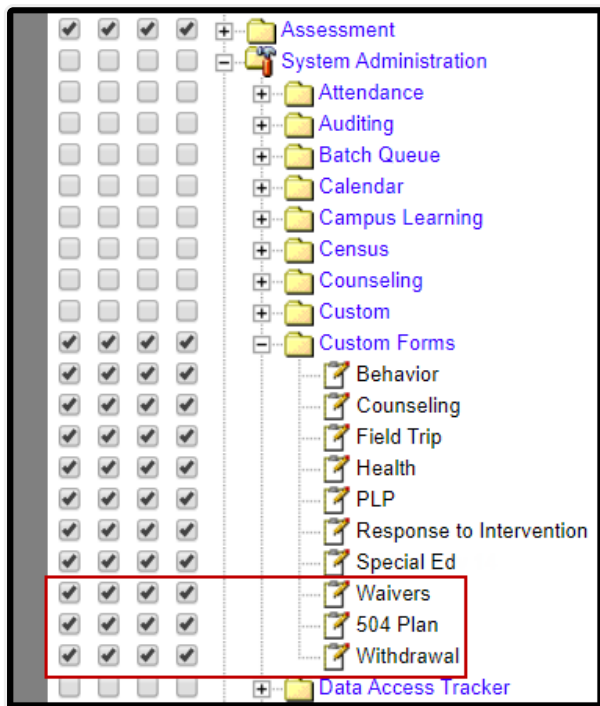 Assessment
System Administration
Attendance
Auditing
Batch Queue
Calendar
Campus Learning
Census
Counseling
Custom
Custom Forms
Behavior
Counseling
Field Trip
Health
PLP
Response to Intervention
Special Ed
Waivers
504 Plan
Withdrawal
Data Access Tracker